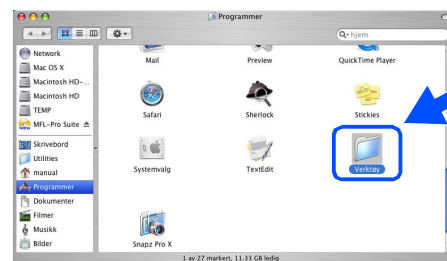 Programmer
hjem
Network
Mac OS X
Macintosh HD-...
Macintosh HD
TEMP
MFL-Pro Suite
Skrivebord
Utilities
manual
Programmer
Dokumenter
Filmer
Musikk
Bilder
Mail
Preview
QuickTime Player
Safari
Sherlock
Stickies
Systemvalg
TextEdit
Verktøy
Snapz Pro X
1 av 27 markert, 11.33 GB ledig